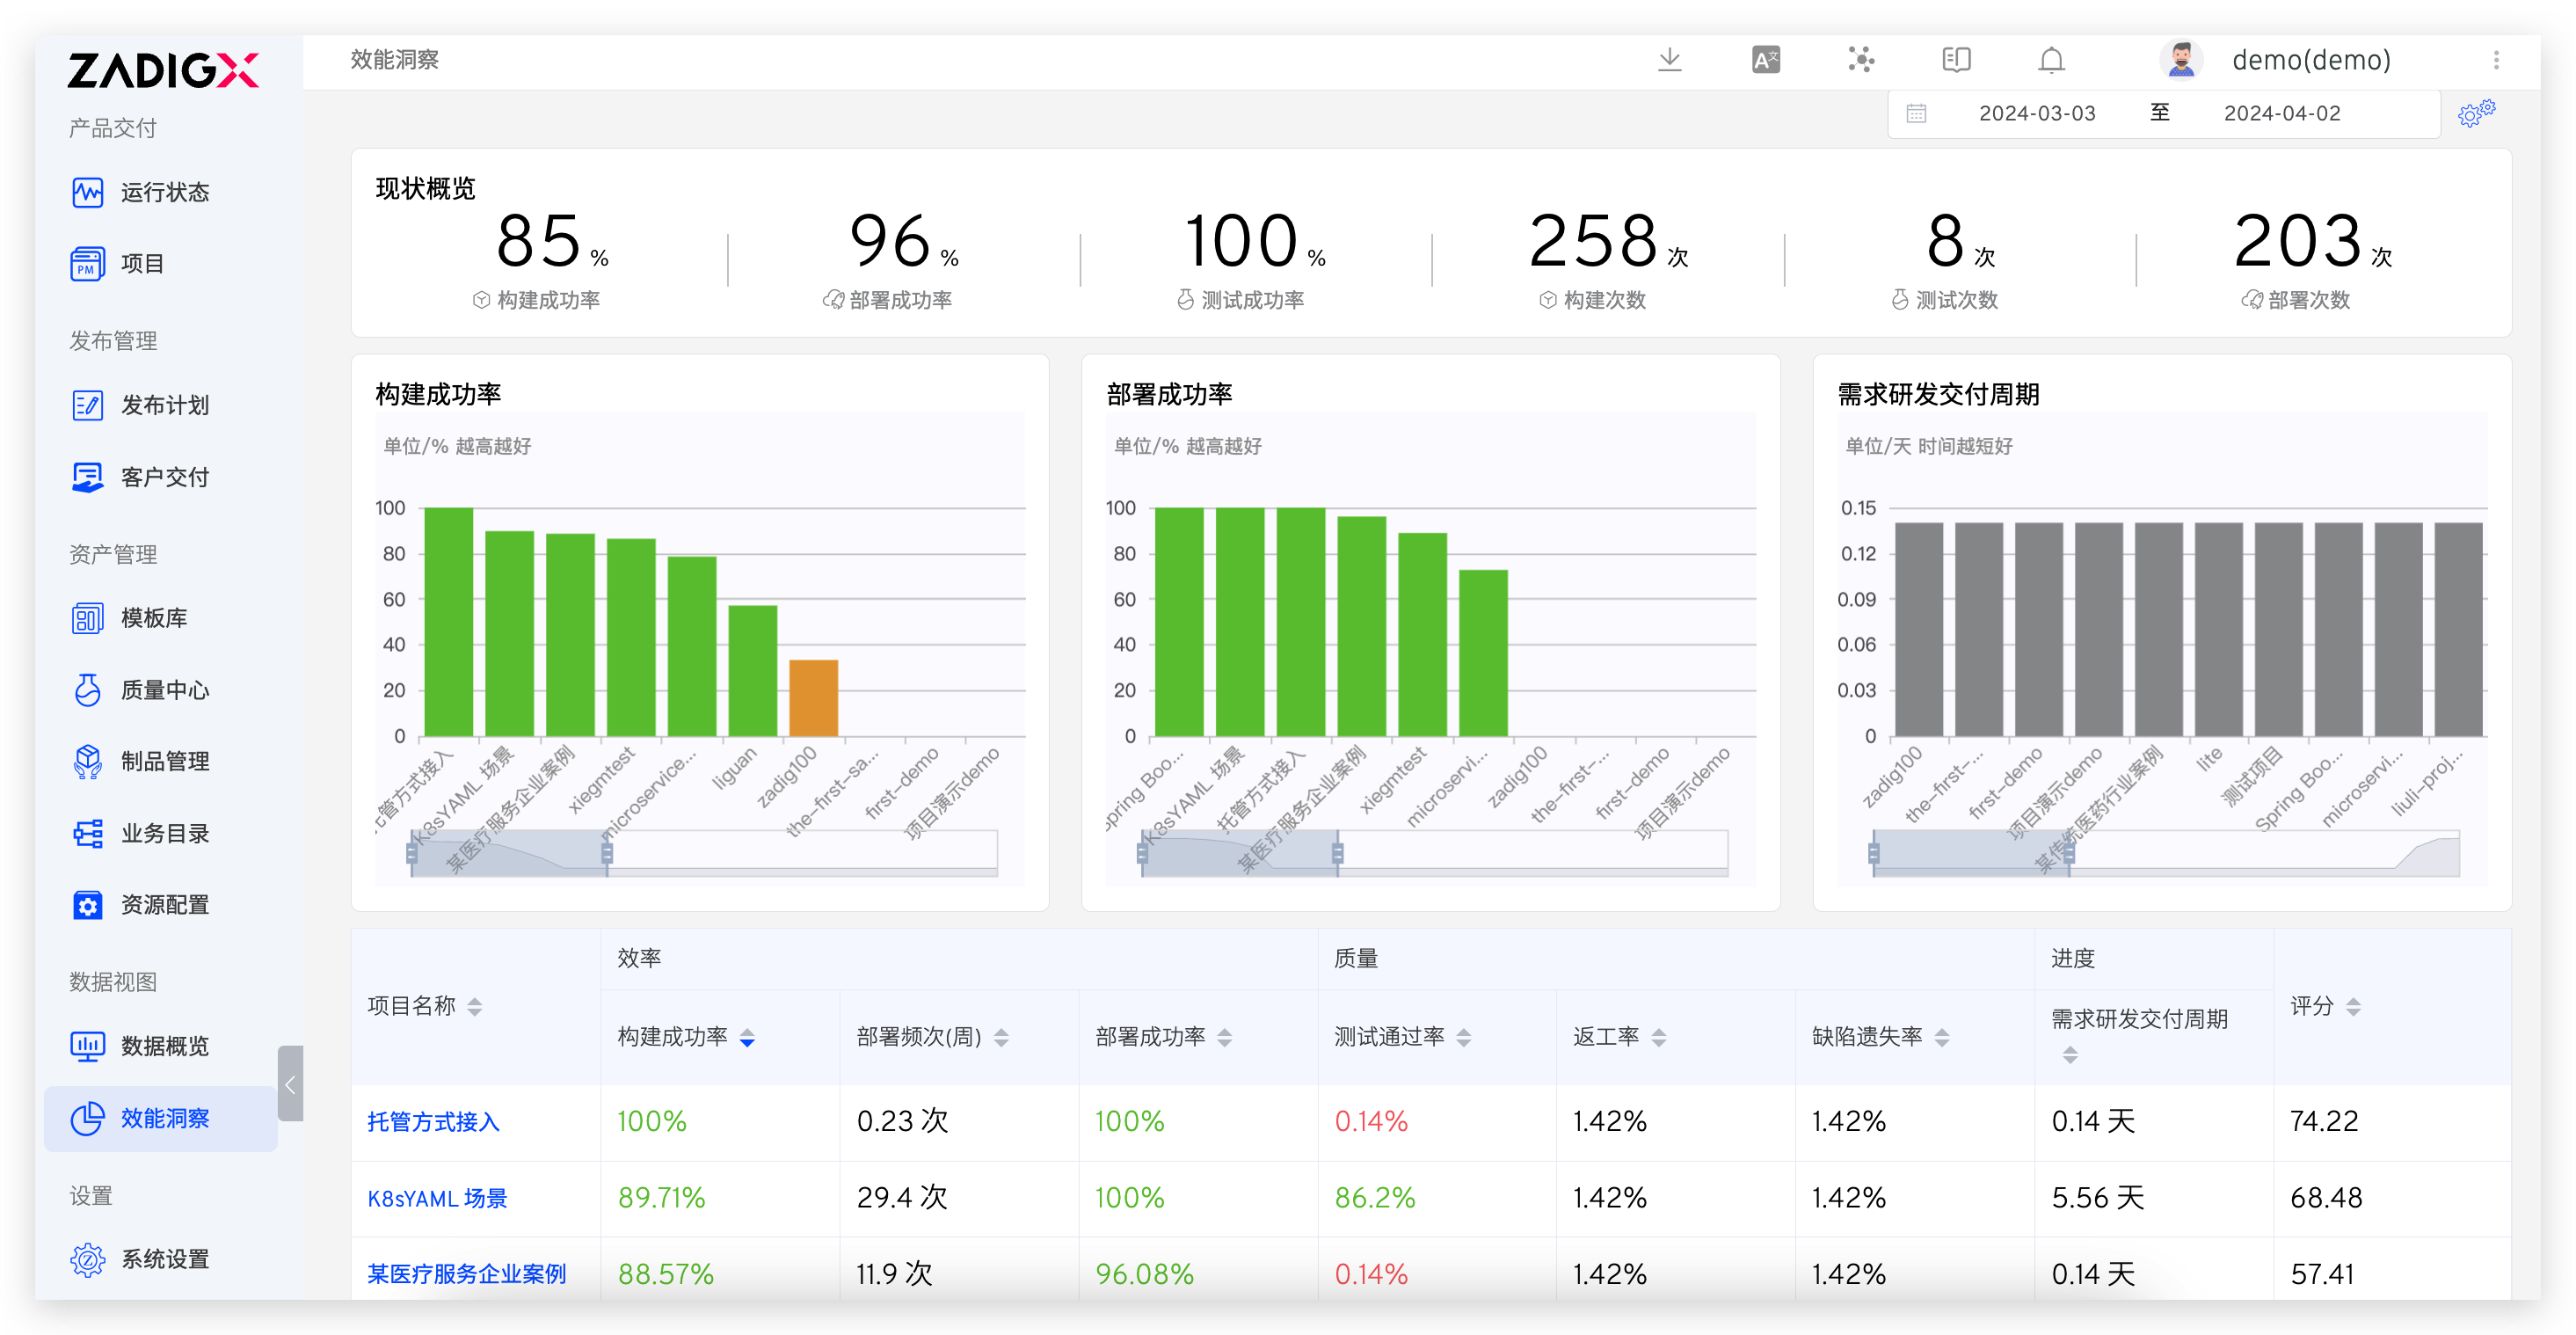 ZADIGX
产品交付
运行状态
PM
项目
发布管理
发布计划
客户交付
资产管理
模板库
质量中心
制品管理
业务目录
资源配置
数据视图
数据概览
效能洞察
设置
系统设置
效能洞察
demo(demo)
2024-03-03 至 2024-04-02
现状概览
85 %
构建成功率
96 %
部署成功率
100 %
测试成功率
258 次
构建次数
8 次
测试次数
203 次
部署次数
构建成功率
单位/% 越高越好
100
80
60
40
20
0
托管方式接入
K8sYAML 场景
某医疗服务企业案例
xiegmtest
microservice...
liguan
zadig100
the-first-sa...
first-demo
项目演示demo
部署成功率
单位/% 越高越好
100
80
60
40
20
0
Spring Boo...
K8sYAML 场景
托管方式接入
某医疗服务企业案例
xiegmtest
microservi...
zadig100
the-first-...
first-demo
项目演示demo
需求研发交付周期
单位/天 时间越短好
0.15
0.12
0.09
0.06
0.03
0
zadig100
the-first-...
first-demo
项目演示demo
某传统医药行业案例
lite
测试项目
Spring Boo...
microservi...
liuli-proj...
项目名称 效率 质量 进度 评分
构建成功率 部署频次(周) 部署成功率 测试通过率 返工率 缺陷遗失率 需求研发交付周期
托管方式接入 100% 0.23 次 100% 0.14% 1.42% 1.42% 0.14 天 74.22
K8sYAML 场景 89.71% 29.4 次 100% 86.2% 1.42% 1.42% 5.56 天 68.48
某医疗服务企业案例 88.57% 11.9 次 96.08% 0.14% 1.42% 1.42% 0.14 天 57.41